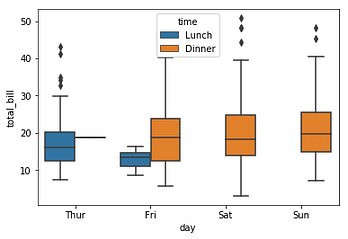 time
Lunch
Dinner
50
40
30
20
10
total_bill
Thur Fri Sat Sun
day